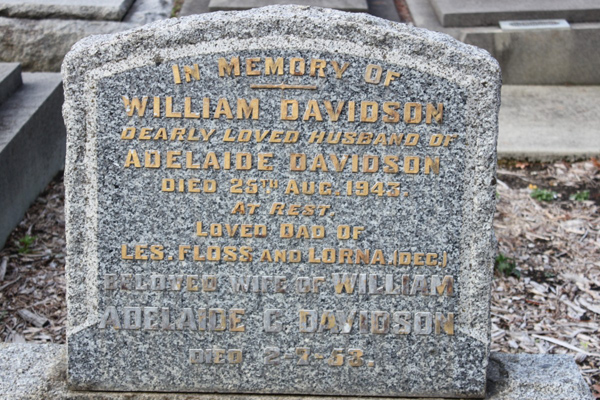 IN MEMORY OF
WILLIAM DAVIDSON
DEARLY LOVED HUSBAND OF
ADELAIDE DAVIDSON
DIED 25TH AUG. 1943.
AT REST.
LOVED DAD OF
LES. FLOSS AND LORNA (DEC.)
BELOVED WIFE OF WILLIAM
ADELAIDE C DAVIDSON
DIED 2-7-53.